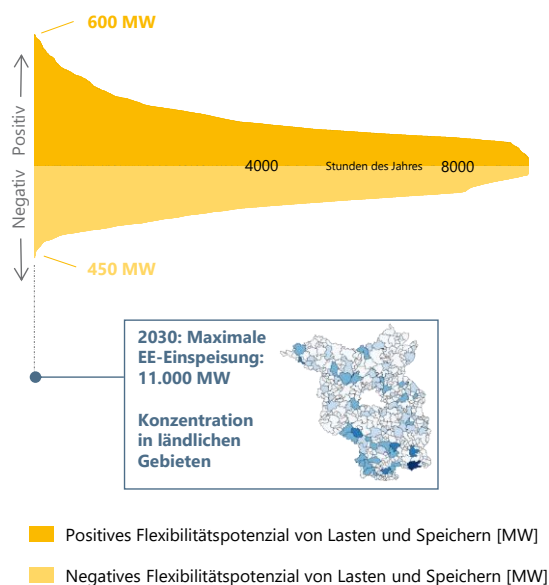 600 MW
Positiv
Negativ
4000
Stunden des Jahres
8000
450 MW
2030: Maximale
EE-Einspeisung:
11.000 MW
Konzentration
in ländlichen
Gebieten
Positives Flexibilitätspotenzial von Lasten und Speichern [MW]
Negatives Flexibilitätspotenzial von Lasten und Speichern [MW]